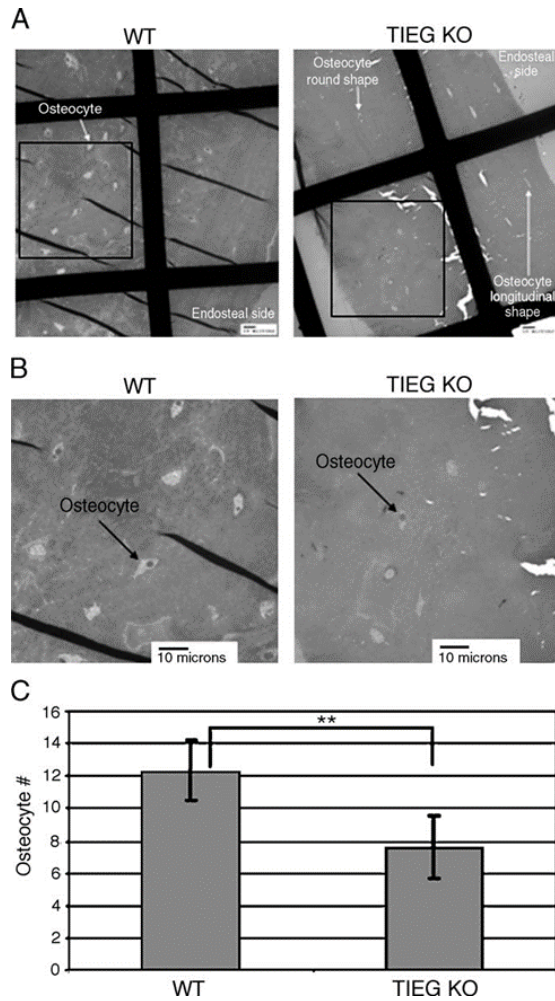 A
WT
TIEG KO
Osteocyte
Endosteal side
Osteocyte
round shape
Endosteal
side
Osteocyte
longitudinal
shape
B
WT
TIEG KO
Osteocyte
10 microns
Osteocyte
10 microns
C
**
Osteocyte #
16
14
12
10
8
6
4
2
0
WT
TIEG KO